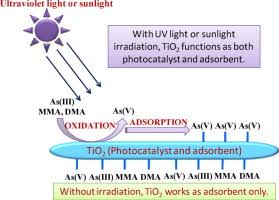 Ultraviolet light or sunlight
With UV light or sunlight
irradiation, TiO2 functions as both
photocatalyst and adsorbent.
As(III)
MMA, DMA
As(V)
OXIDATION
ADSORPTION
As(V) As(V) As(V)
TiO2 (Photocatalyst and adsorbent)
As(V) As(III) MMA DMA As(V) As(III) MMA DMA
Without irradiation, TiO2 works as adsorbent only.